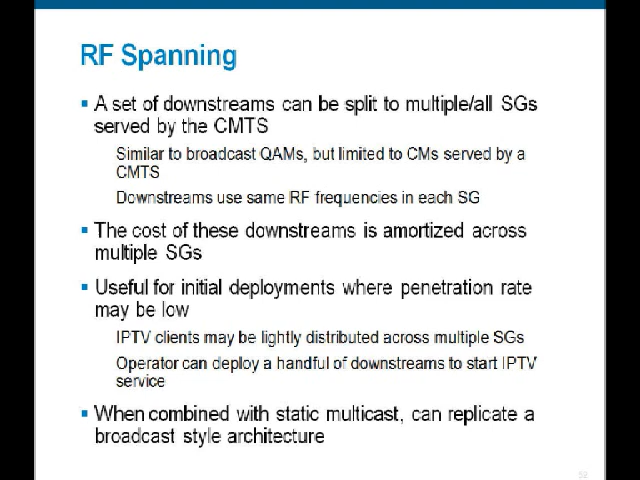 RF Spanning
A set of downstreams can be split to multiple/all SGs
served by the CMTS
Similar to broadcast QAMs, but limited to CMs served by a
CMTS
Downstreams use same RF frequencies in each SG
The cost of these downstreams is amortized across
multiple SGs
Useful for initial deployments where penetration rate
may be low
IPTV clients may be lightly distributed across multiple SGs
Operator can deploy a handful of downstreams to start IPTV
service
When combined with static multicast, can replicate a
broadcast style architecture